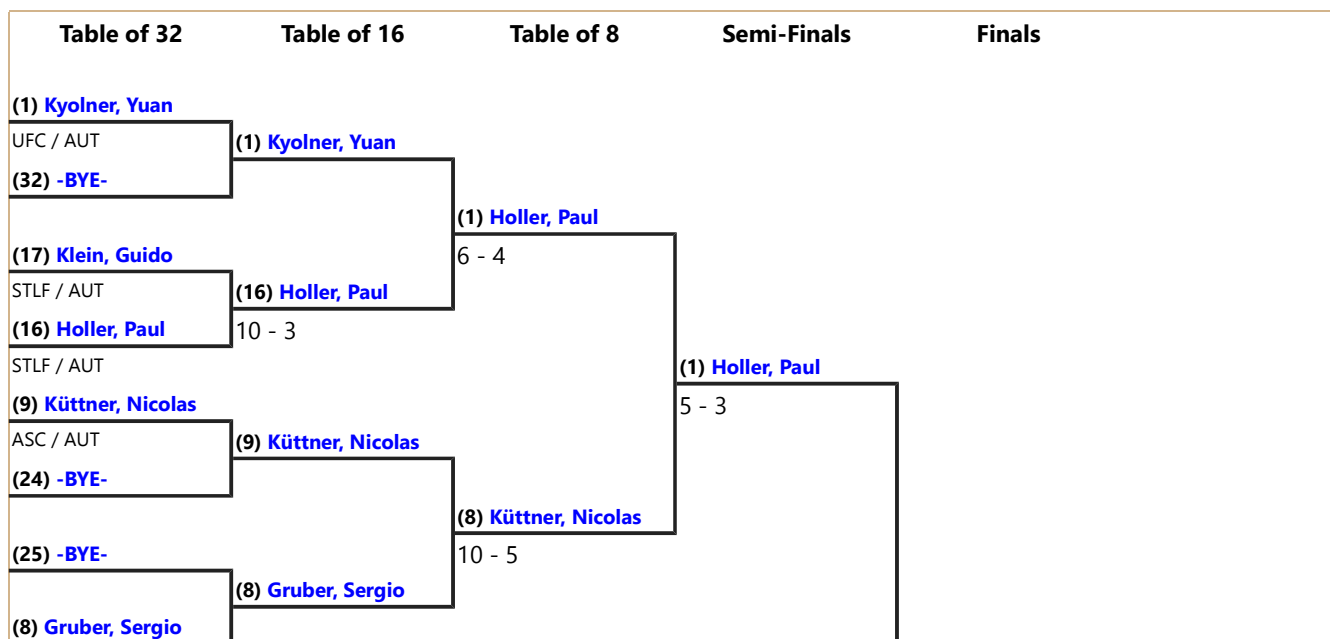 Table of 32 Table of 16 Table of 8 Semi-Finals Finals
(1) Kyolner, Yuan
UFC / AUT
(1) Kyolner, Yuan
(32) -BYE-
(1) Holler, Paul
6 - 4
(17) Klein, Guido
STLF / AUT
(16) Holler, Paul
(16) Holler, Paul
10 - 3
STLF / AUT
(1) Holler, Paul
5 - 3
(9) Küttner, Nicolas
ASC / AUT
(9) Küttner, Nicolas
(24) -BYE-
(8) Küttner, Nicolas
10 - 5
(25) -BYE-
(8) Gruber, Sergio
(8) Gruber, Sergio